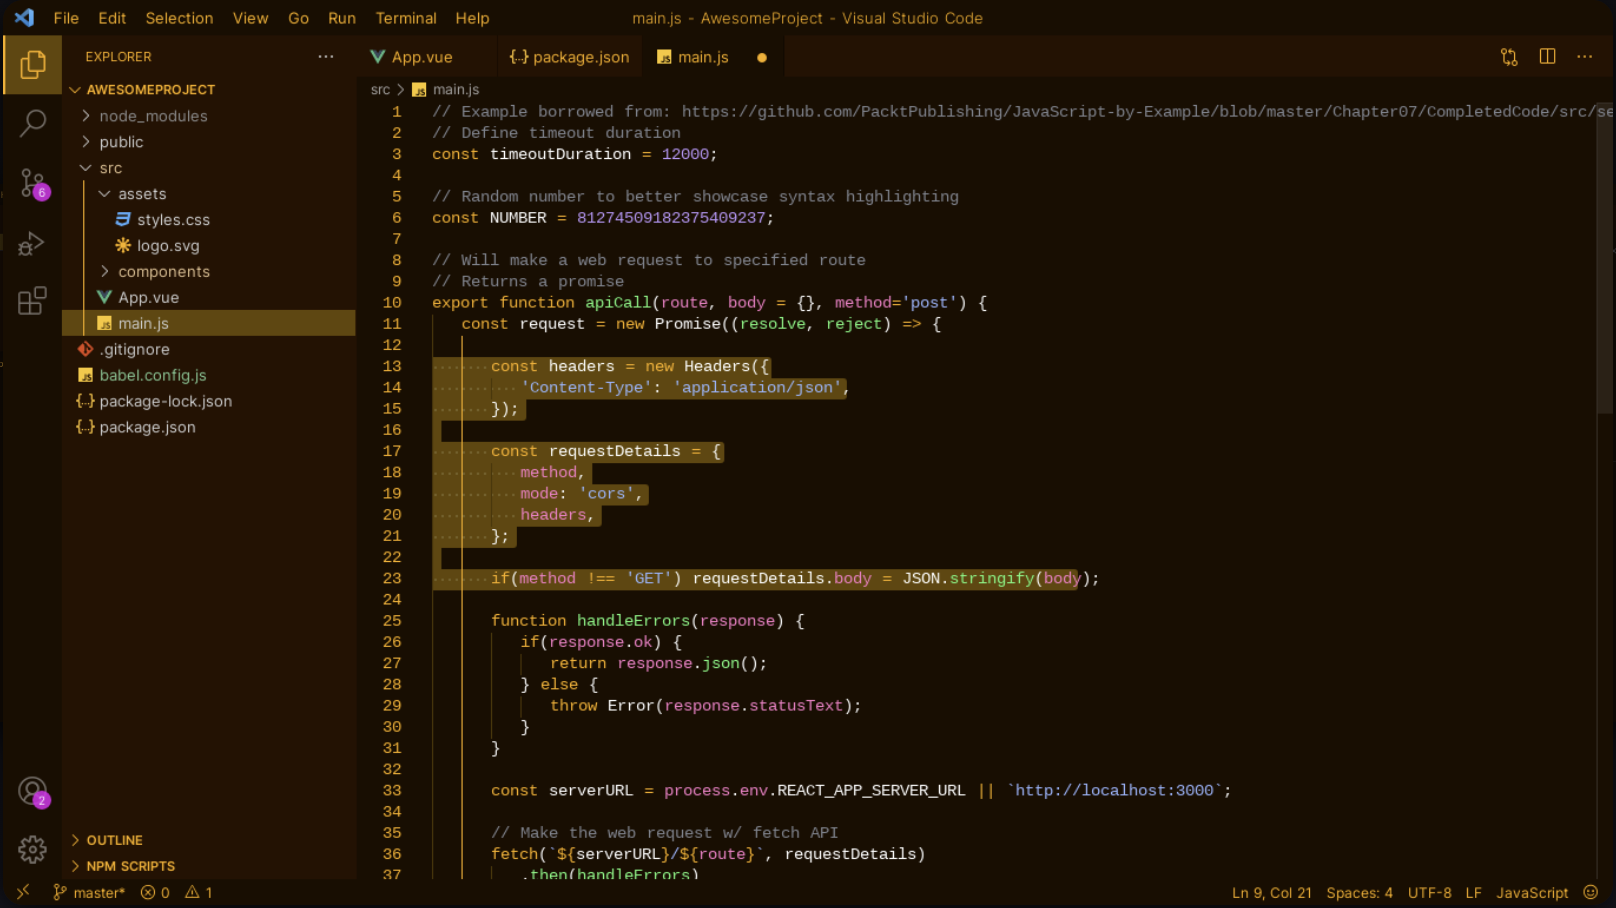 File Edit Selection View Go Run Terminal Help main.js - AwesomeProject - Visual Studio Code
EXPLORER
AWESOMEPROJECT
node_modules
public
src
assets
styles.css
logo.svg
components
App.vue
main.js
.gitignore
babel.config.js
package-lock.json
package.json
OUTLINE
NPM SCRIPTS
6
2
App.vue {..} package.json JS main.js
src > JS main.js
1 // Example borrowed from: https://github.com/PacktPublishing/JavaScript-by-Example/blob/master/Chapter07/CompletedCode/src/se
2 // Define timeout duration
3 const timeoutDuration = 12000;
4
5 // Random number to better showcase syntax highlighting
6 const NUMBER = 81274509182375409237;
7
8 // Will make a web request to specified route
9 // Returns a promise
10 export function apiCall(route, body = {}, method='post') {
11 const request = new Promise((resolve, reject) => {
12
13 const headers = new Headers({
14 'Content-Type': 'application/json',
15 });
16
17 const requestDetails = {
18 method,
19 mode: 'cors',
20 headers,
21 };
22
23 if(method !== 'GET') requestDetails.body = JSON.stringify(body);
24
25 function handleErrors(response) {
26 if(response.ok) {
27 return response.json();
28 } else {
29 throw Error(response.statusText);
30 }
31 }
32
33 const serverURL = process.env.REACT_APP_SERVER_URL || `http://localhost:3000`;
34
35 // Make the web request w/ fetch API
36 fetch(`${serverURL}/${route}`, requestDetails)
37 .then(handleErrors)
master* 0 1 Ln 9, Col 21 Spaces: 4 UTF-8 LF JavaScript